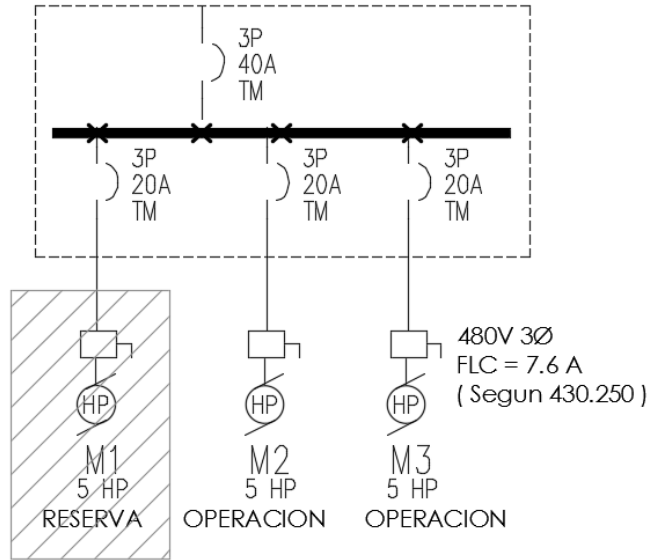 3P
40A
TM
3P
20A
TM
3P
20A
TM
3P
20A
TM
480V 3Ø
FLC = 7.6 A
( Segun 430.250 )
HP
HP
HP
M1
5 HP
RESERVA
M2
5 HP
OPERACION
M3
5 HP
OPERACION